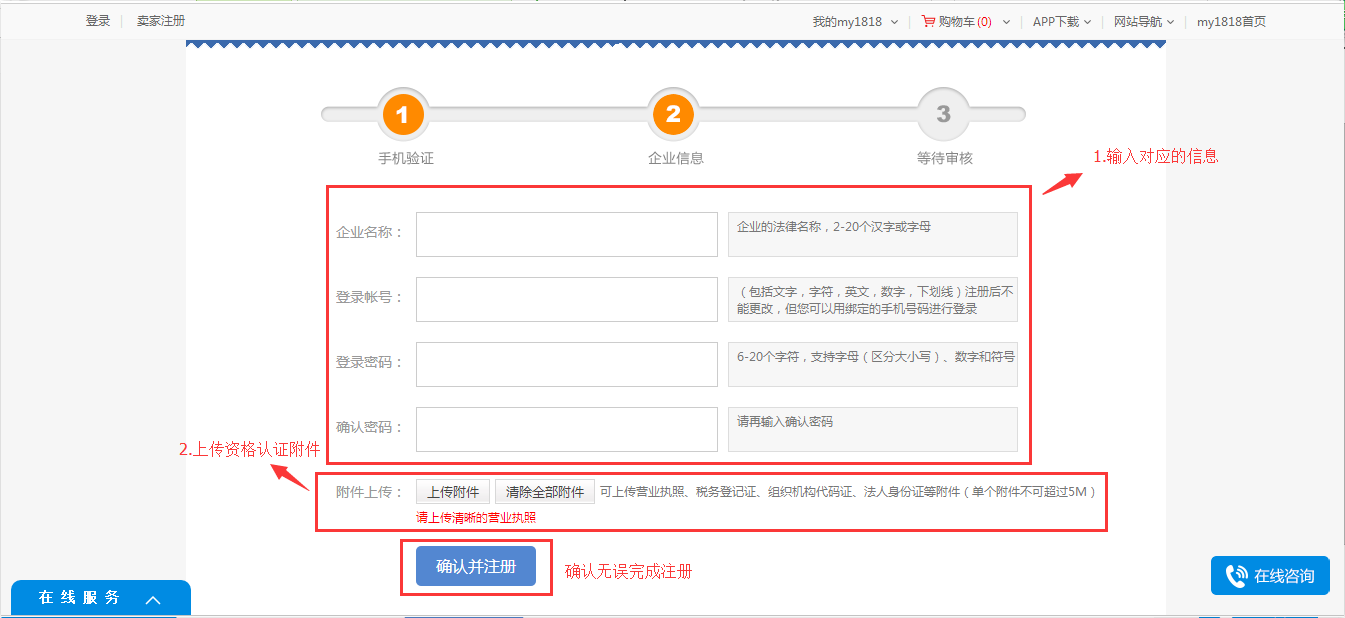 登录 卖家注册 我的my1818 购物车(0) APP下载 网站导航 my1818首页
1 2 3
手机验证 企业信息 等待审核
1.输入对应的信息
企业名称： 企业的法律名称，2-20个汉字或字母
登录帐号： （包括文字，字符，英文，数字，下划线）注册后不
能更改，但您可以用绑定的手机号码进行登录
登录密码： 6-20个字符，支持字母（区分大小写）、数字和符号
确认密码： 请再输入确认密码
2.上传资格认证附件
附件上传： 上传附件 清除全部附件 可上传营业执照、税务登记证、组织机构代码证、法人身份证等附件（单个附件不可超过5M）
请上传清晰的营业执照
确认并注册 确认无误完成注册
在线咨询
在线服务